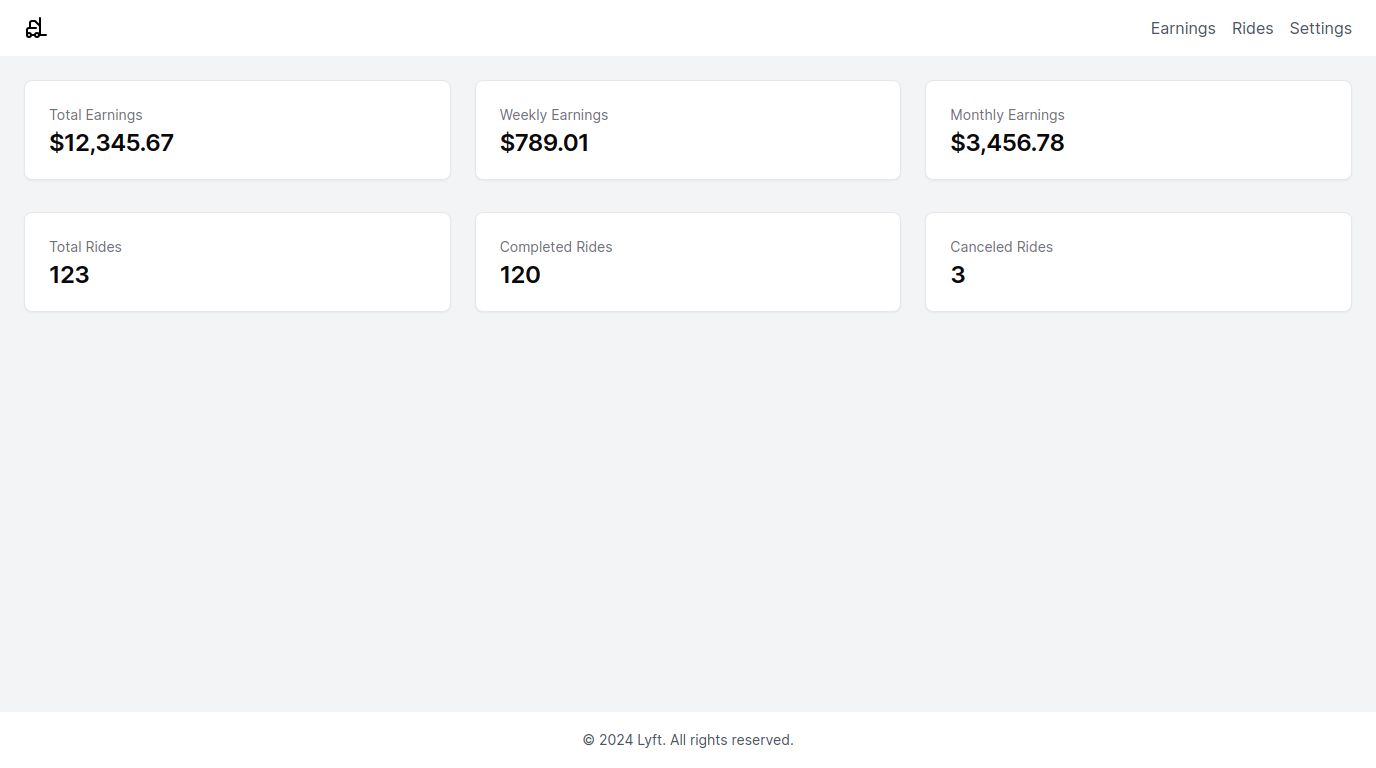 Earnings Rides Settings
Total Earnings
$12,345.67
Weekly Earnings
$789.01
Monthly Earnings
$3,456.78
Total Rides
123
Completed Rides
120
Canceled Rides
3
© 2024 Lyft. All rights reserved.